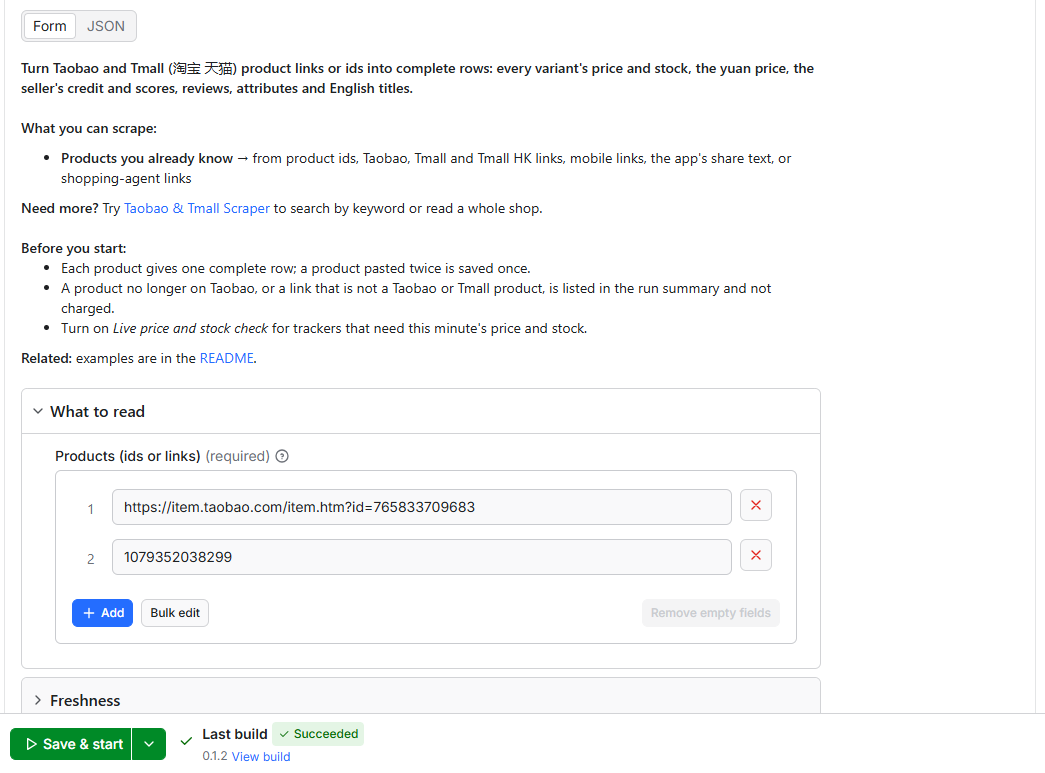 Form JSON
Turn Taobao and Tmall (淘宝 天猫) product links or ids into complete rows: every variant's price and stock, the yuan price, the
seller's credit and scores, reviews, attributes and English titles.
What you can scrape:
• Products you already know → from product ids, Taobao, Tmall and Tmall HK links, mobile links, the app's share text, or
shopping-agent links
Need more? Try Taobao & Tmall Scraper to search by keyword or read a whole shop.
Before you start:
• Each product gives one complete row; a product pasted twice is saved once.
• A product no longer on Taobao, or a link that is not a Taobao or Tmall product, is listed in the run summary and not
charged.
• Turn on Live price and stock check for trackers that need this minute's price and stock.
Related: examples are in the README.
What to read
Products (ids or links) (required) ?
1 https://item.taobao.com/item.htm?id=765833709683
2 1079352038299
+ Add Bulk edit Remove empty fields
Freshness
Save & start
Last build Succeeded
0.1.2 View build